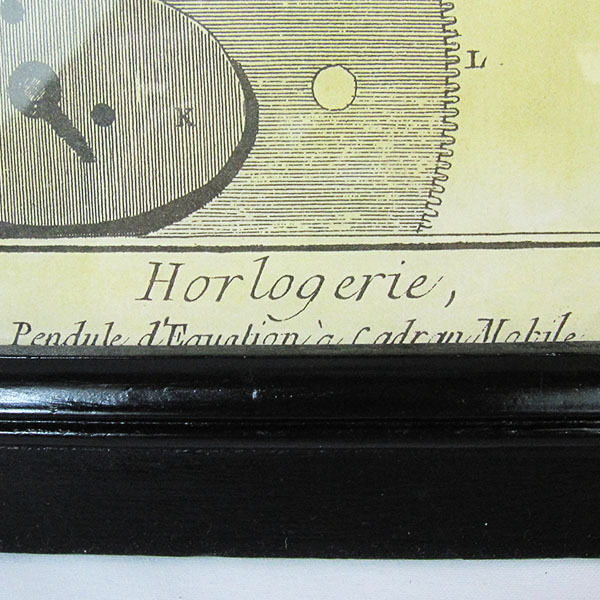 L
K
Horlogerie,
Pendule d'Equation à Cadran Mobile